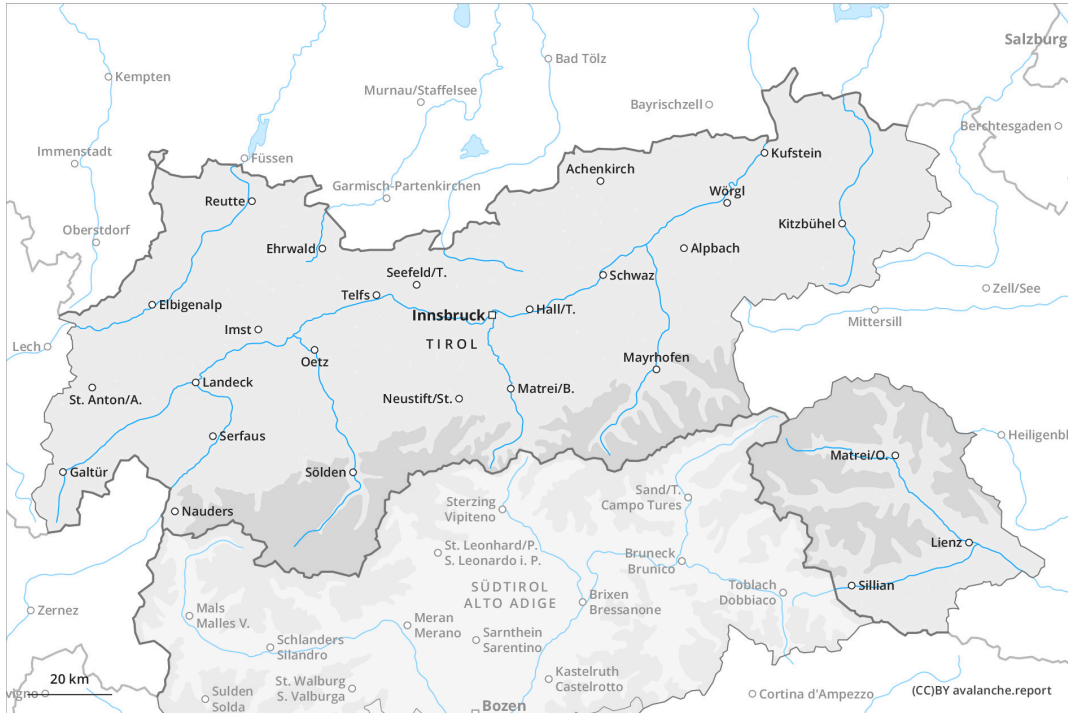 Salzburg
Kempten
Bad Tölz
Murnau/Staffelsee
Bayrischzell
Berchtesgaden
Immenstadt
Füssen
Kufstein
Achenkirch
Garmisch-Partenkirchen
Wörgl
Reutte
Oberstdorf
Kitzbühel
Ehrwald
Alpbach
Seefeld/T.
Schwaz
Zell/See
Telfs
Elbigenalp
Innsbruck
Hall/T.
Mittersill
Imst
TIROL
Lech
Oetz
Mayrhofen
Landeck
St. Anton/A.
Neustift/St.
Matrei/B.
Serfaus
Heiligenbl
Matrei/O.
Galtür
Sölden
Sterzing
Vipiteno
Sand/T.
Campo Tures
Nauders
Lienz
St. Leonhard/P.
S. Leonardo i. P.
Bruneck
Brunico
SÜDTIROL
ALTO ADIGE
Toblach
Dobbiaco
Sillian
Brixen
Bressanone
Zernez
Mals
Malles V.
Meran
Merano
Sarnthein
Sarentino
Schlanders
Silandro
20 km
St. Walburg
S. Valburga
Kastelruth
Castelrotto
vigno
Sulden
Solda
Cortina d'Ampezzo
(CC)BY avalanche.report
Bozen